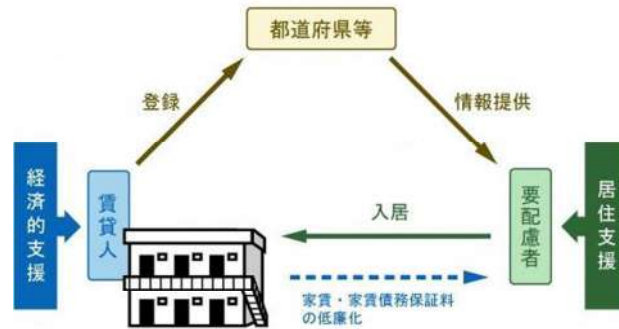 都道府県等
登録
情報提供
経済的支援
賃貸人
入居
要配慮者
居住支援
家賃・家賃債務保証料
の低廉化